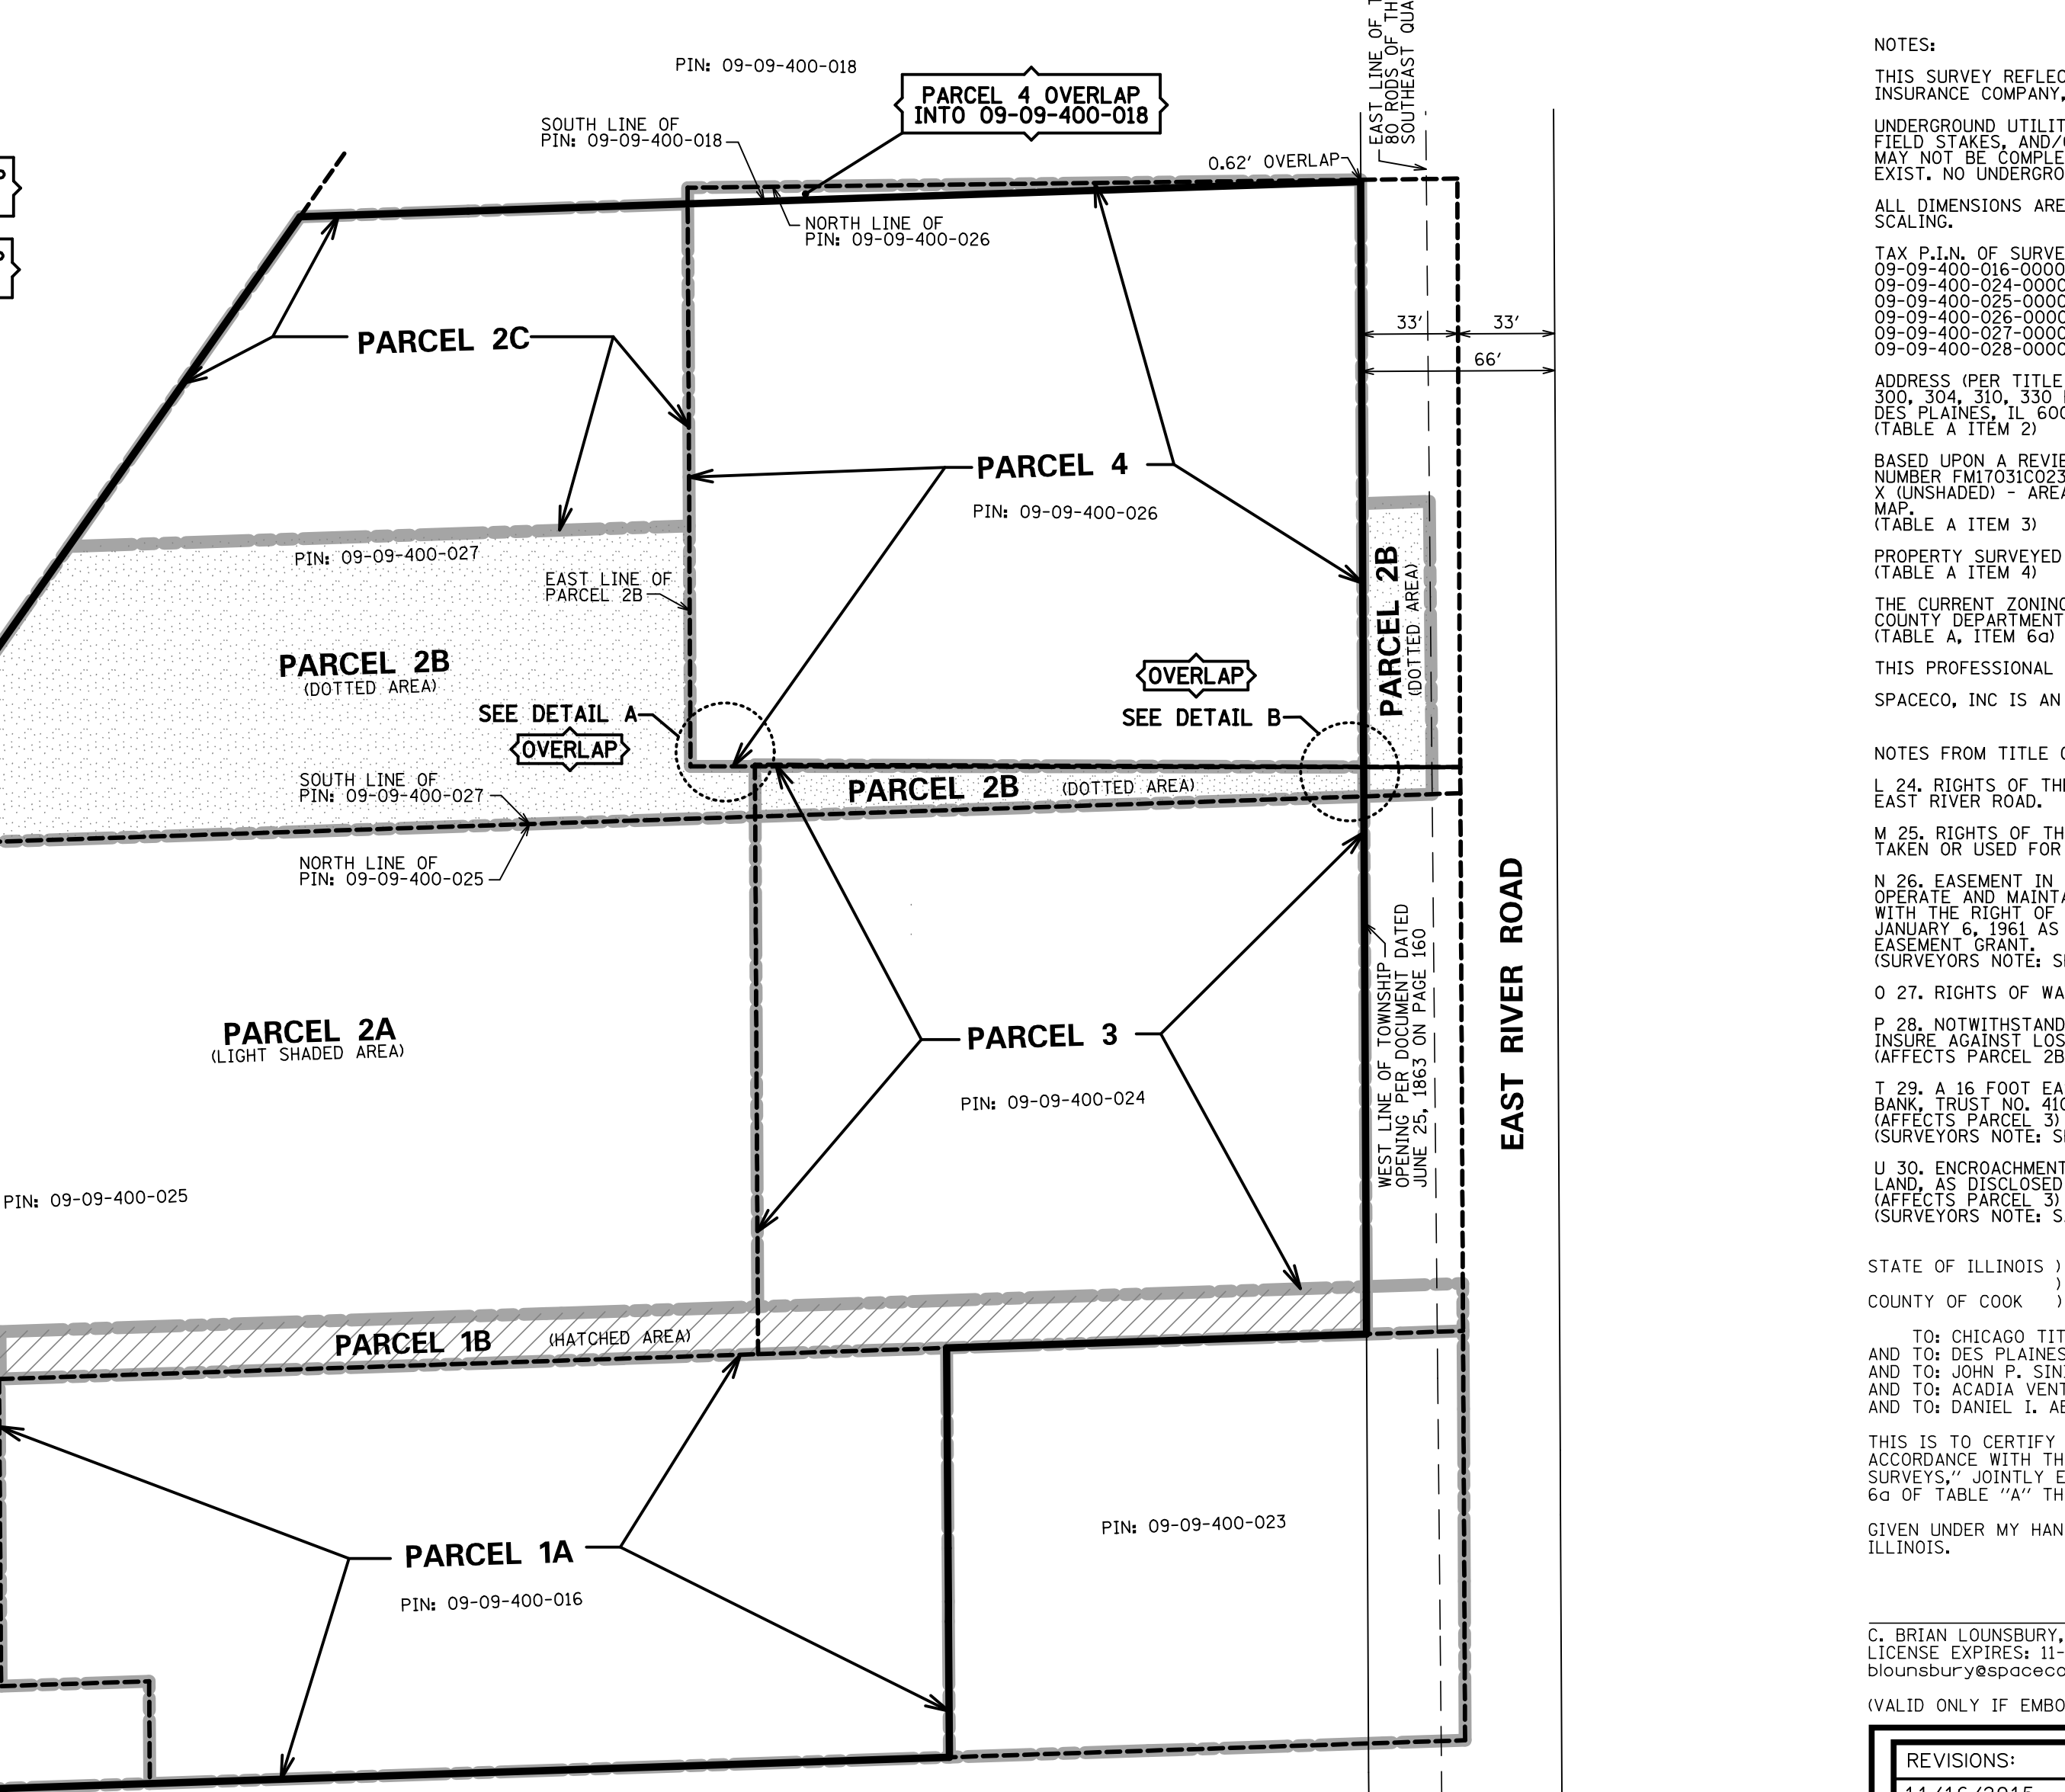 PIN: 09-09-400-018
PARCEL 4 OVERLAP
INTO 09-09-400-018
SOUTH LINE OF
PIN: 09-09-400-018
0.62' OVERLAP
EAST LINE OF
80 RODS OF TH
SOUTHEAST QUA
NORTH LINE OF
PIN: 09-09-400-026
33'
33'
66'
PARCEL 2C
PARCEL 4
PIN: 09-09-400-026
PIN: 09-09-400-027
EAST LINE OF
PARCEL 2B
PARCEL 2B
(DOTTED AREA)
PARCEL 2B
(DOTTED AREA)
OVERLAP
SEE DETAIL A
OVERLAP
SEE DETAIL B
SOUTH LINE OF
PIN: 09-09-400-027
PARCEL 2B (DOTTED AREA)
NORTH LINE OF
PIN: 09-09-400-025
EAST RIVER ROAD
WEST LINE OF TOWNSHIP
OPENING PER DOCUMENT DATED
JUNE 25, 1863 ON PAGE 160
PARCEL 2A
(LIGHT SHADED AREA)
PARCEL 3
PIN: 09-09-400-024
PIN: 09-09-400-025
PARCEL 1B (HATCHED AREA)
PARCEL 1A
PIN: 09-09-400-016
PIN: 09-09-400-023
NOTES:
THIS SURVEY REFLEC
INSURANCE COMPANY,
UNDERGROUND UTILIT
FIELD STAKES, AND/
MAY NOT BE COMPLE
EXIST. NO UNDERGRO
ALL DIMENSIONS ARE
SCALING.
TAX P.I.N. OF SURVE
09-09-400-016-0000
09-09-400-024-0000
09-09-400-025-0000
09-09-400-026-0000
09-09-400-027-0000
09-09-400-028-0000
ADDRESS (PER TITLE
300, 304, 310, 330
DES PLAINES, IL 600
(TABLE A ITEM 2)
BASED UPON A REVIE
NUMBER FM17031C023
X (UNSHADED) - AREA
MAP.
(TABLE A ITEM 3)
PROPERTY SURVEYED
(TABLE A ITEM 4)
THE CURRENT ZONING
COUNTY DEPARTMENT
(TABLE A, ITEM 6a)
THIS PROFESSIONAL
SPACECO, INC IS AN
NOTES FROM TITLE
L 24. RIGHTS OF THE
EAST RIVER ROAD.
M 25. RIGHTS OF TH
TAKEN OR USED FOR
N 26. EASEMENT IN
OPERATE AND MAINTA
WITH THE RIGHT OF
JANUARY 6, 1961 AS
EASEMENT GRANT.
(SURVEYORS NOTE: S
O 27. RIGHTS OF WA
P 28. NOTWITHSTAND
INSURE AGAINST LOS
(AFFECTS PARCEL 2B
T 29. A 16 FOOT EA
BANK, TRUST NO. 410
(AFFECTS PARCEL 3)
(SURVEYORS NOTE: S
U 30. ENCROACHMENT
LAND, AS DISCLOSED
(AFFECTS PARCEL 3)
(SURVEYORS NOTE: S
STATE OF ILLINOIS )
)
COUNTY OF COOK )
TO: CHICAGO TIT
AND TO: DES PLAINES
AND TO: JOHN P. SIN
AND TO: ACADIA VENT
AND TO: DANIEL I. AB
THIS IS TO CERTIFY
ACCORDANCE WITH TH
SURVEYS," JOINTLY E
6a OF TABLE "A" TH
GIVEN UNDER MY HAN
ILLINOIS.
C. BRIAN LOUNSBURY,
LICENSE EXPIRES: 11-
blounsbury@spaceco
(VALID ONLY IF EMBO
REVISIONS:
11/16/2015